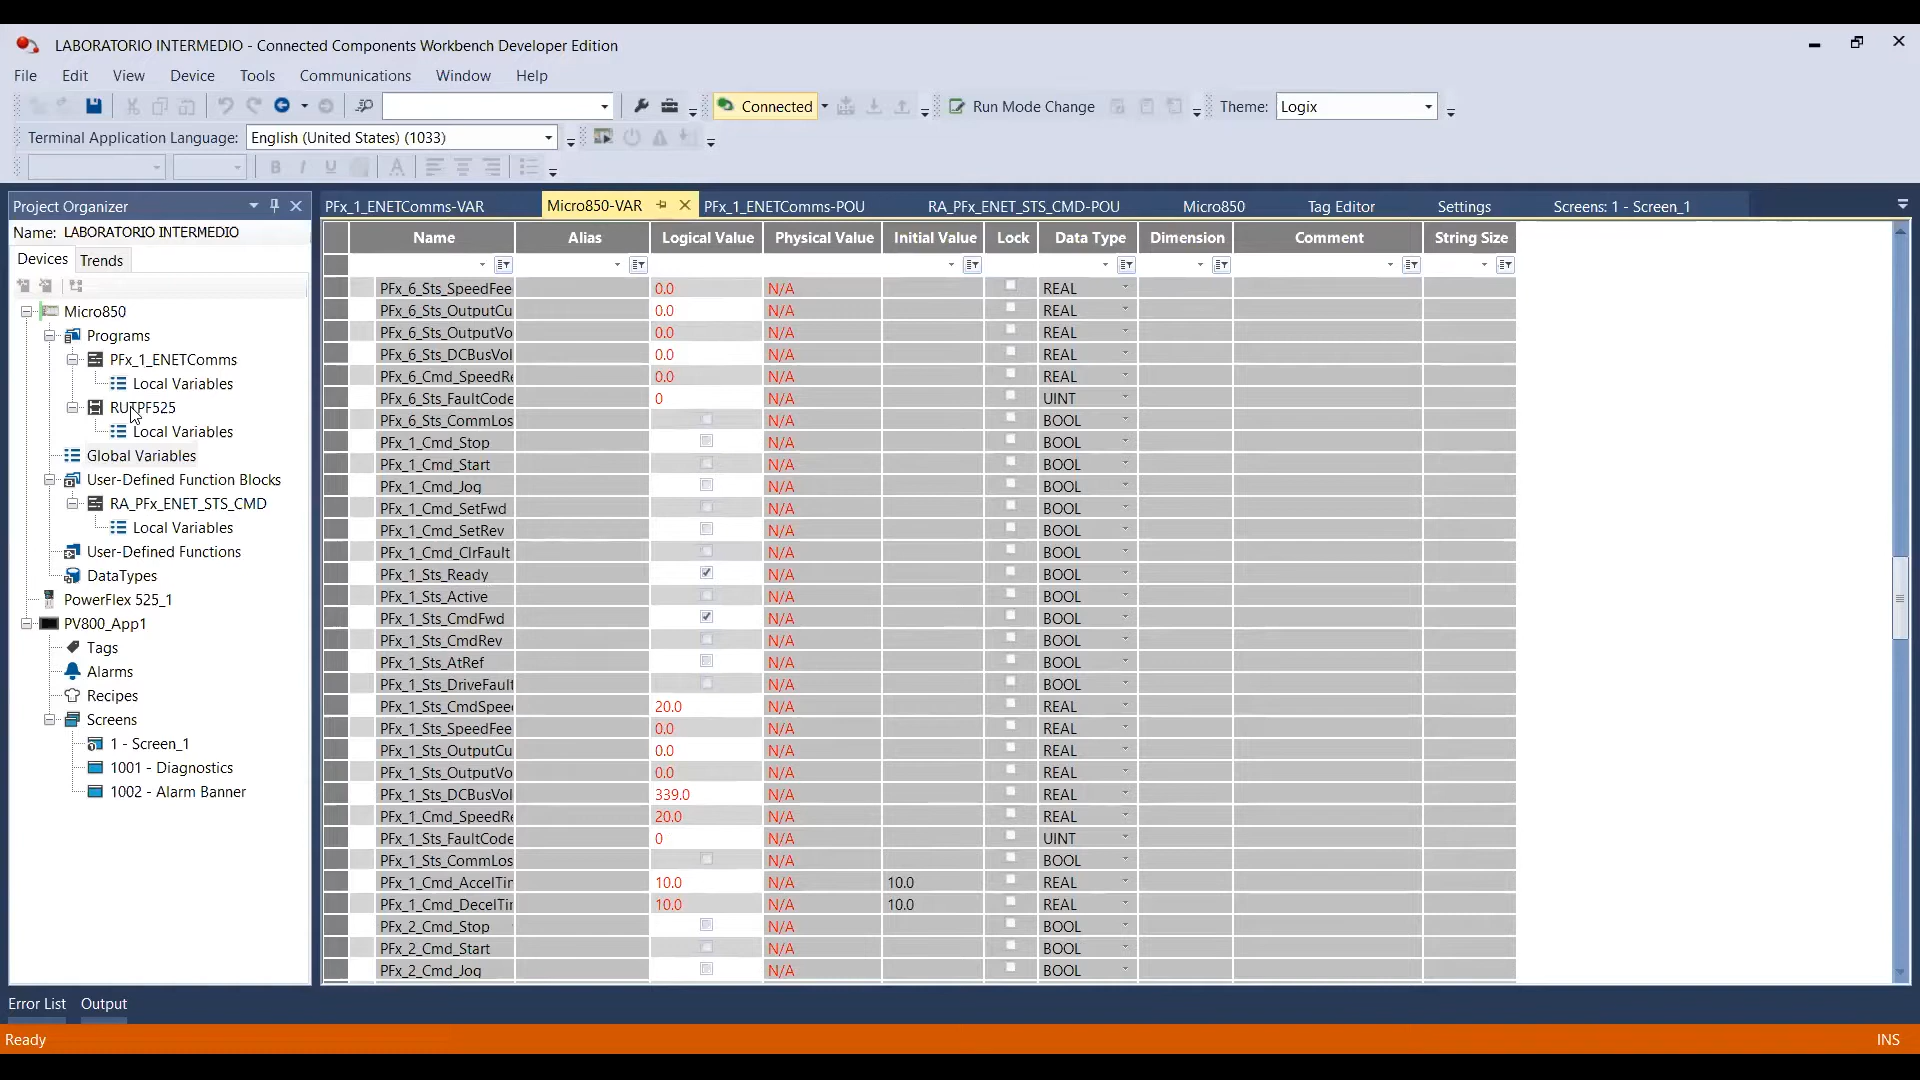 LABORATORIO INTERMEDIO - Connected Components Workbench Developer Edition
File Edit View Device Tools Communications Window Help
Connected Run Mode Change Theme: Logix
Terminal Application Language: English (United States) (1033)
B I U A
Project Organizer
Name: LABORATORIO INTERMEDIO
Devices Trends
Micro850
Programs
PFx_1_ENETComms
Local Variables
RUTPF525
Local Variables
Global Variables
User-Defined Function Blocks
RA_PFx_ENET_STS_CMD
Local Variables
User-Defined Functions
DataTypes
PowerFlex 525_1
PV800_App1
Tags
Alarms
Recipes
Screens
1 - Screen_1
1001 - Diagnostics
1002 - Alarm Banner
PFx_1_ENETComms-VAR Micro850-VAR PFx_1_ENETComms-POU RA_PFx_ENET_STS_CMD-POU Micro850 Tag Editor Settings Screens: 1 - Screen_1
Name Alias Logical Value Physical Value Initial Value Lock Data Type Dimension Comment String Size
PFx_6_Sts_SpeedFee 0.0 N/A REAL
PFx_6_Sts_OutputCu 0.0 N/A REAL
PFx_6_Sts_OutputVo 0.0 N/A REAL
PFx_6_Sts_DCBusVol 0.0 N/A REAL
PFx_6_Cmd_SpeedRe 0.0 N/A REAL
PFx_6_Sts_FaultCode 0 N/A UINT
PFx_6_Sts_CommLos N/A BOOL
PFx_1_Cmd_Stop N/A BOOL
PFx_1_Cmd_Start N/A BOOL
PFx_1_Cmd_Jog N/A BOOL
PFx_1_Cmd_SetFwd N/A BOOL
PFx_1_Cmd_SetRev N/A BOOL
PFx_1_Cmd_ClrFault N/A BOOL
PFx_1_Sts_Ready N/A BOOL
PFx_1_Sts_Active N/A BOOL
PFx_1_Sts_CmdFwd N/A BOOL
PFx_1_Sts_CmdRev N/A BOOL
PFx_1_Sts_AtRef N/A BOOL
PFx_1_Sts_DriveFault N/A BOOL
PFx_1_Sts_CmdSpee 20.0 N/A REAL
PFx_1_Sts_SpeedFee 0.0 N/A REAL
PFx_1_Sts_OutputCu 0.0 N/A REAL
PFx_1_Sts_OutputVo 0.0 N/A REAL
PFx_1_Sts_DCBusVol 339.0 N/A REAL
PFx_1_Cmd_SpeedRe 20.0 N/A REAL
PFx_1_Sts_FaultCode 0 N/A UINT
PFx_1_Sts_CommLos N/A BOOL
PFx_1_Cmd_AccelTir 10.0 N/A 10.0 REAL
PFx_1_Cmd_DecelTir 10.0 N/A 10.0 REAL
PFx_2_Cmd_Stop N/A BOOL
PFx_2_Cmd_Start N/A BOOL
PFx_2_Cmd_Jog N/A BOOL
Error List Output
Ready INS